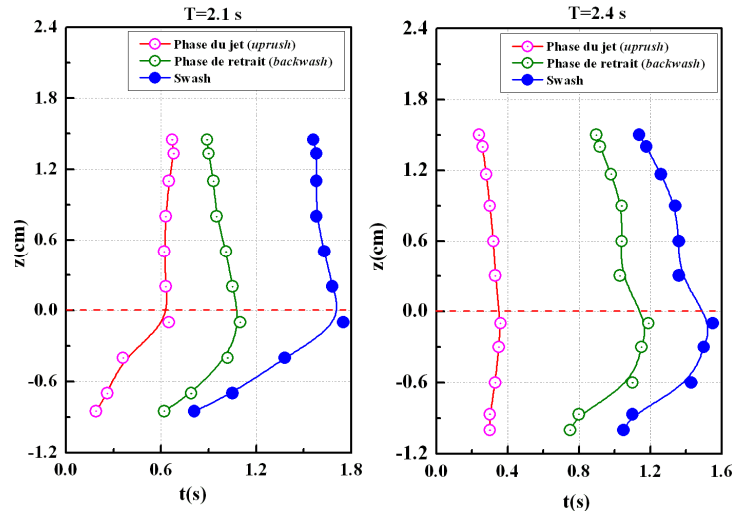 T=2.1 s
Phase du jet (uprush)
Phase de retrait (backwash)
Swash
z(cm)
2.4
1.8
1.2
0.6
0.0
-0.6
-1.2
0.0 0.6 1.2 1.8
t(s)
T=2.4 s
Phase du jet (uprush)
Phase de retrait (backwash)
Swash
z(cm)
2.4
1.8
1.2
0.6
0.0
-0.6
-1.2
0.0 0.4 0.8 1.2 1.6
t(s)